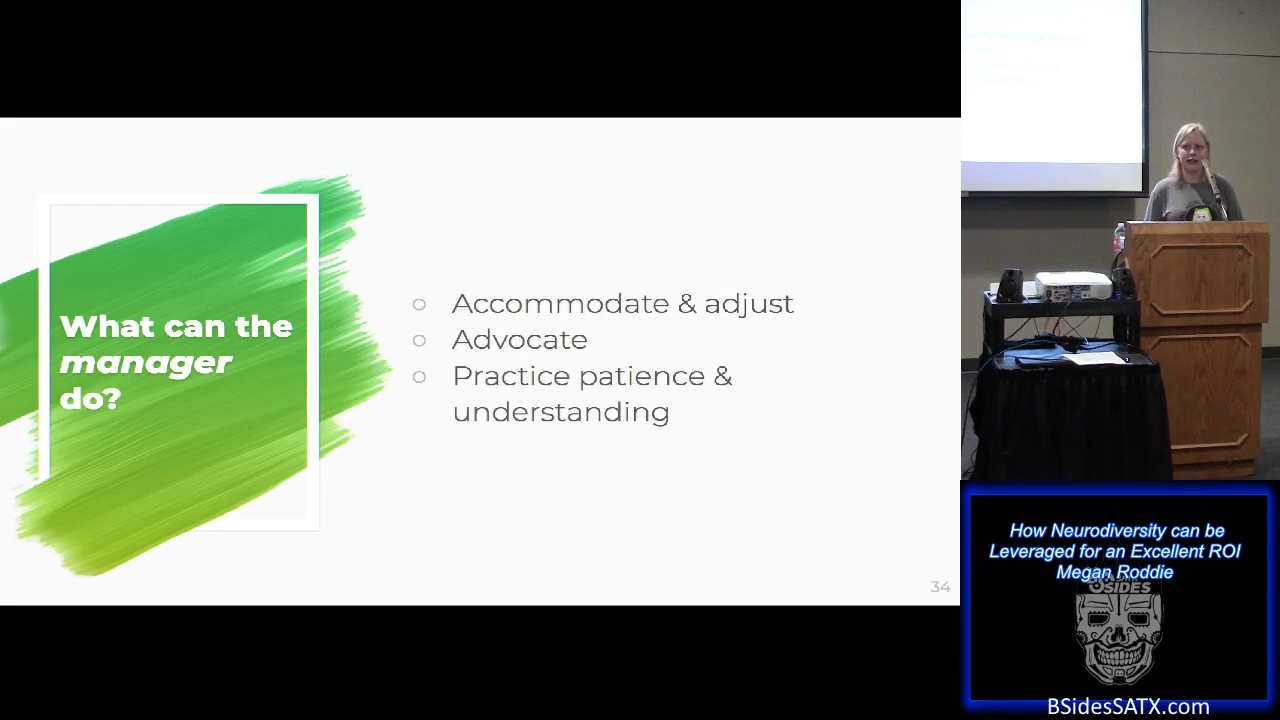 What can the
manager
do?
○ Accommodate & adjust
○ Advocate
○ Practice patience &
understanding
34
How Neurodiversity can be
Leveraged for an Excellent ROI
Megan Roddie
BSIDES
BSidesSATX.com